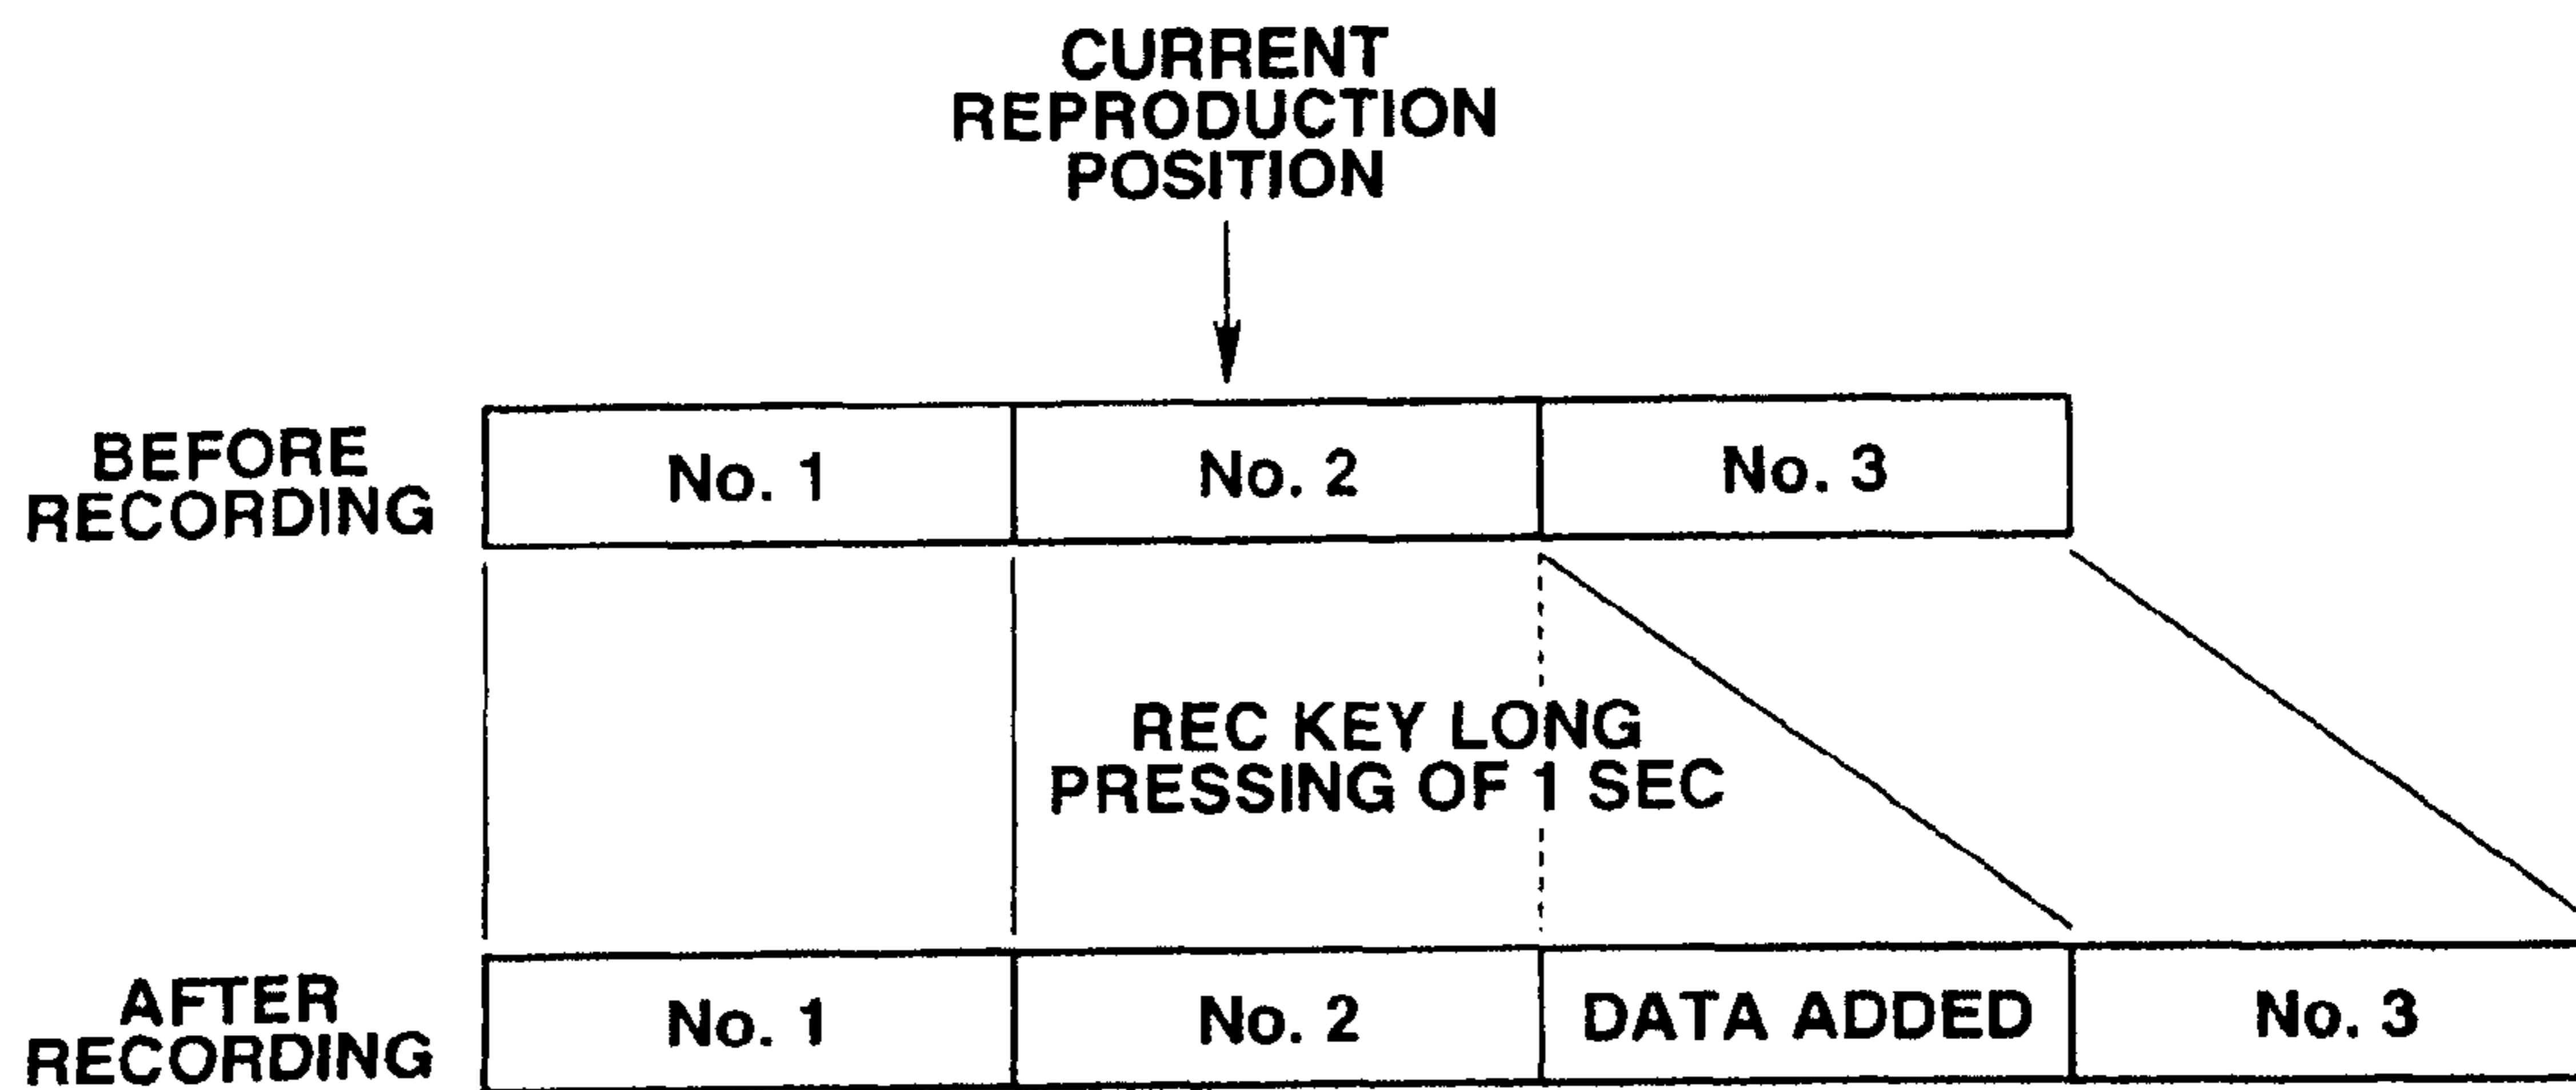 CURRENT
REPRODUCTION
POSITION
BEFORE
RECORDING
No. 1
No. 2
No. 3
REC KEY LONG
PRESSING OF 1 SEC
AFTER
RECORDING
No. 1
No. 2
DATA ADDED
No. 3